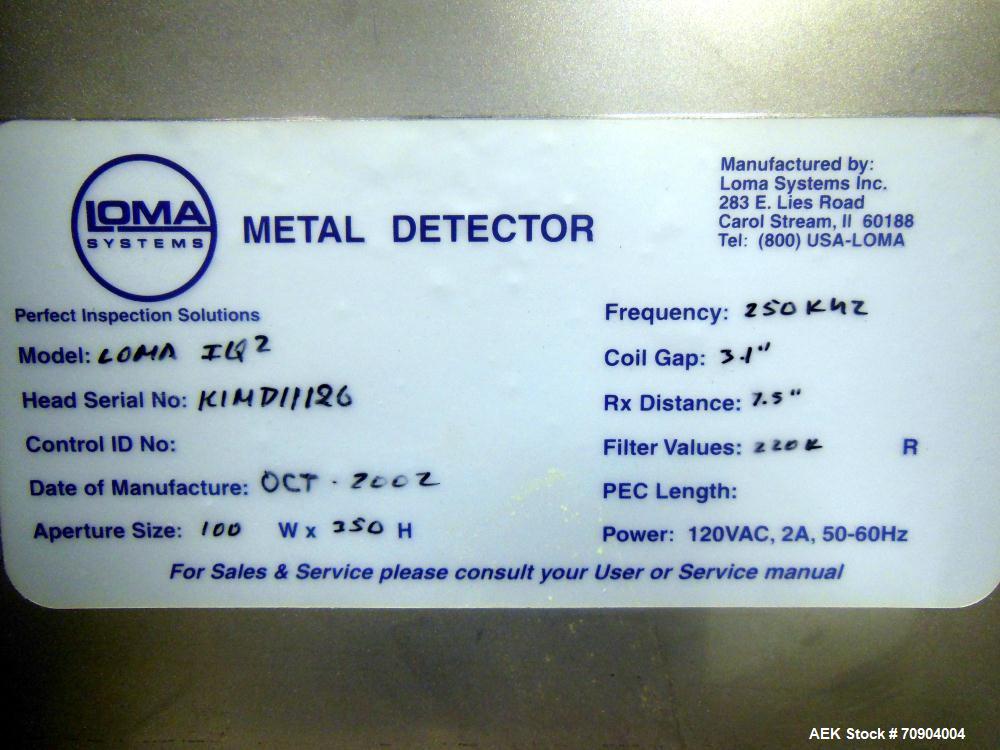 LOMA
SYSTEMS
METAL DETECTOR
Manufactured by:
Loma Systems Inc.
283 E. Lies Road
Carol Stream, Il 60188
Tel: (800) USA-LOMA
Perfect Inspection Solutions
Model: LOMA IQ2
Head Serial No: KIMD11126
Control ID No:
Date of Manufacture: OCT - 2002
Aperture Size: 100 W x 350 H
Frequency: 250 KHZ
Coil Gap: 3.1"
Rx Distance: 7.5"
Filter Values: 220K R
PEC Length:
Power: 120VAC, 2A, 50-60Hz
For Sales & Service please consult your User or Service manual
AEK Stock # 70904004